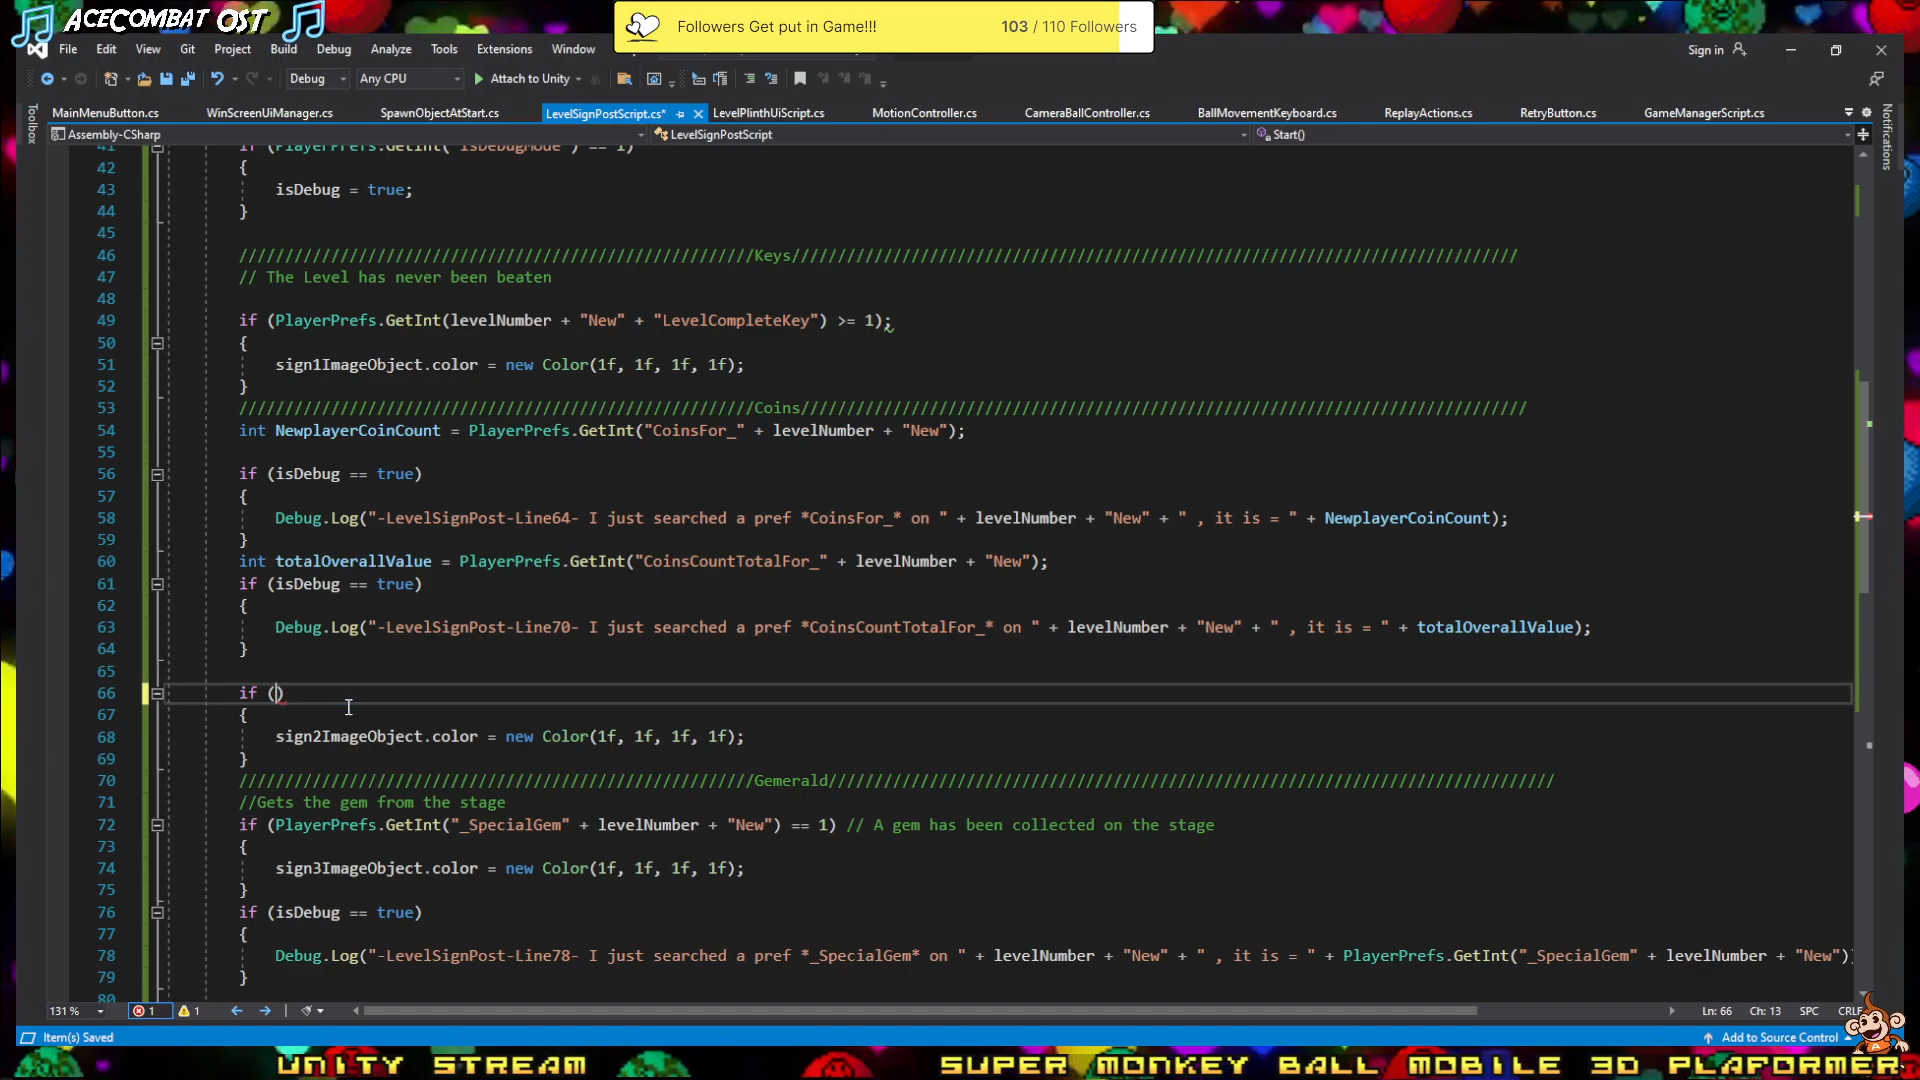 ACECOMBAT OST
Followers Get put in Game!!! 103 / 110 Followers
File Edit View Git Project Build Debug Analyze Tools Extensions Window
Sign in
Debug Any CPU Attach to Unity
MainMenuButton.cs WinScreenUiManager.cs SpawnObjectAtStart.cs LevelSignPostScript.cs* LevelPlinthUiScript.cs MotionController.cs CameraBallController.cs BallMovementKeyboard.cs ReplayActions.cs RetryButton.cs GameManagerScript.cs
Toolbox
Notifications
Assembly-CSharp LevelSignPostScript Start()
41 if (PlayerPrefs.GetInt("isDebugMode") == 1)
42 {
43 isDebug = true;
44 }
45
46 /////////////////////////////////////////////////////////Keys///////////////////////////////////////////////////////////////////////////////
47 // The Level has never been beaten
48
49 if (PlayerPrefs.GetInt(levelNumber + "New" + "LevelCompleteKey") >= 1);
50 {
51 sign1ImageObject.color = new Color(1f, 1f, 1f, 1f);
52 }
53 /////////////////////////////////////////////////////////Coins///////////////////////////////////////////////////////////////////////////////
54 int NewplayerCoinCount = PlayerPrefs.GetInt("CoinsFor_" + levelNumber + "New");
55
56 if (isDebug == true)
57 {
58 Debug.Log("-LevelSignPost-Line64- I just searched a pref *CoinsFor_* on " + levelNumber + "New" + " , it is = " + NewplayerCoinCount);
59 }
60 int totalOverallValue = PlayerPrefs.GetInt("CoinsCountTotalFor_" + levelNumber + "New");
61 if (isDebug == true)
62 {
63 Debug.Log("-LevelSignPost-Line70- I just searched a pref *CoinsCountTotalFor_* on " + levelNumber + "New" + " , it is = " + totalOverallValue);
64 }
65
66 if ()
67 {
68 sign2ImageObject.color = new Color(1f, 1f, 1f, 1f);
69 }
70 /////////////////////////////////////////////////////////Gemerald///////////////////////////////////////////////////////////////////////////////
71 //Gets the gem from the stage
72 if (PlayerPrefs.GetInt("_SpecialGem" + levelNumber + "New") == 1) // A gem has been collected on the stage
73 {
74 sign3ImageObject.color = new Color(1f, 1f, 1f, 1f);
75 }
76 if (isDebug == true)
77 {
78 Debug.Log("-LevelSignPost-Line78- I just searched a pref *_SpecialGem* on " + levelNumber + "New" + " , it is = " + PlayerPrefs.GetInt("_SpecialGem" + levelNumber + "New"))
79 }
80
131 % 1 1 Ln: 66 Ch: 13 SPC CRLF
Item(s) Saved Add to Source Control
UNITY STREAM SUPER MONKEY BALL MOBILE 3D PLAFORMER